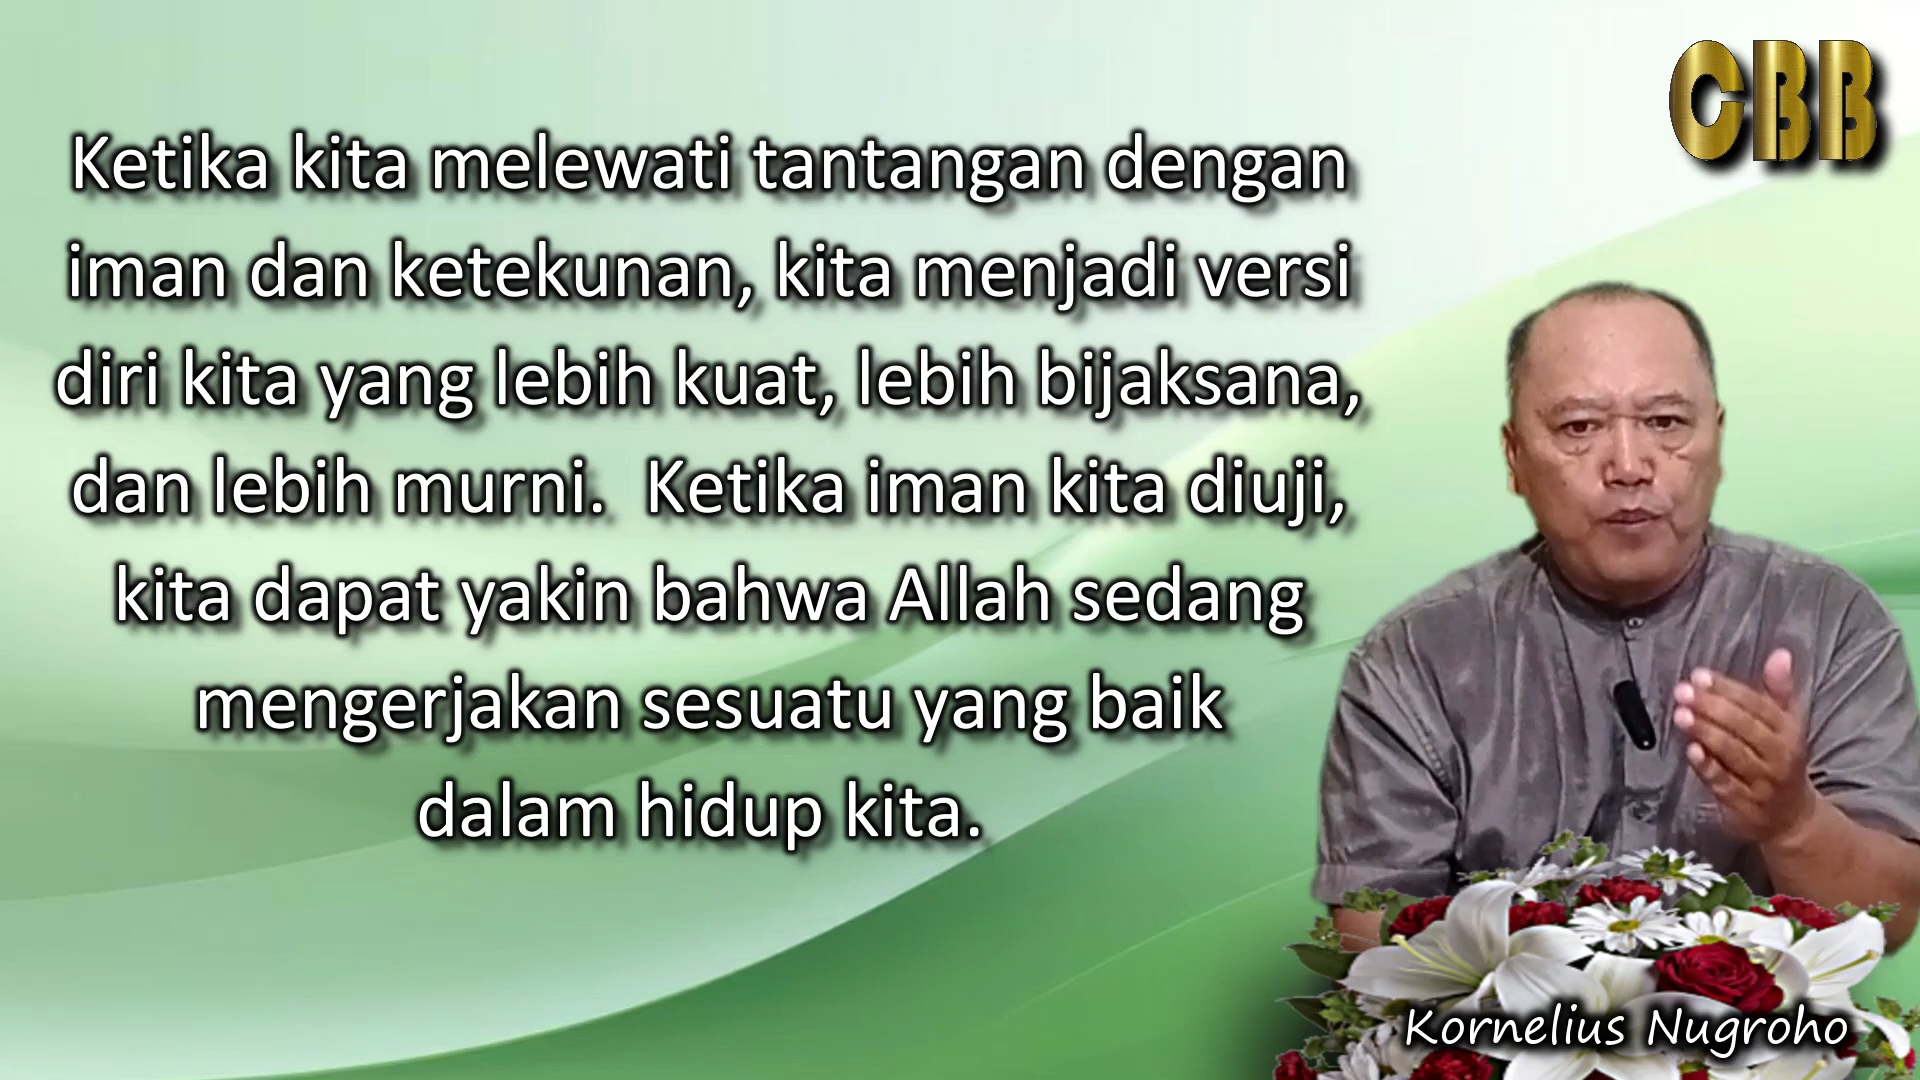 CBB
Ketika kita melewati tantangan dengan
iman dan ketekunan, kita menjadi versi
diri kita yang lebih kuat, lebih bijaksana,
dan lebih murni.  Ketika iman kita diuji,
kita dapat yakin bahwa Allah sedang
mengerjakan sesuatu yang baik
dalam hidup kita.
Kornelius Nugroho